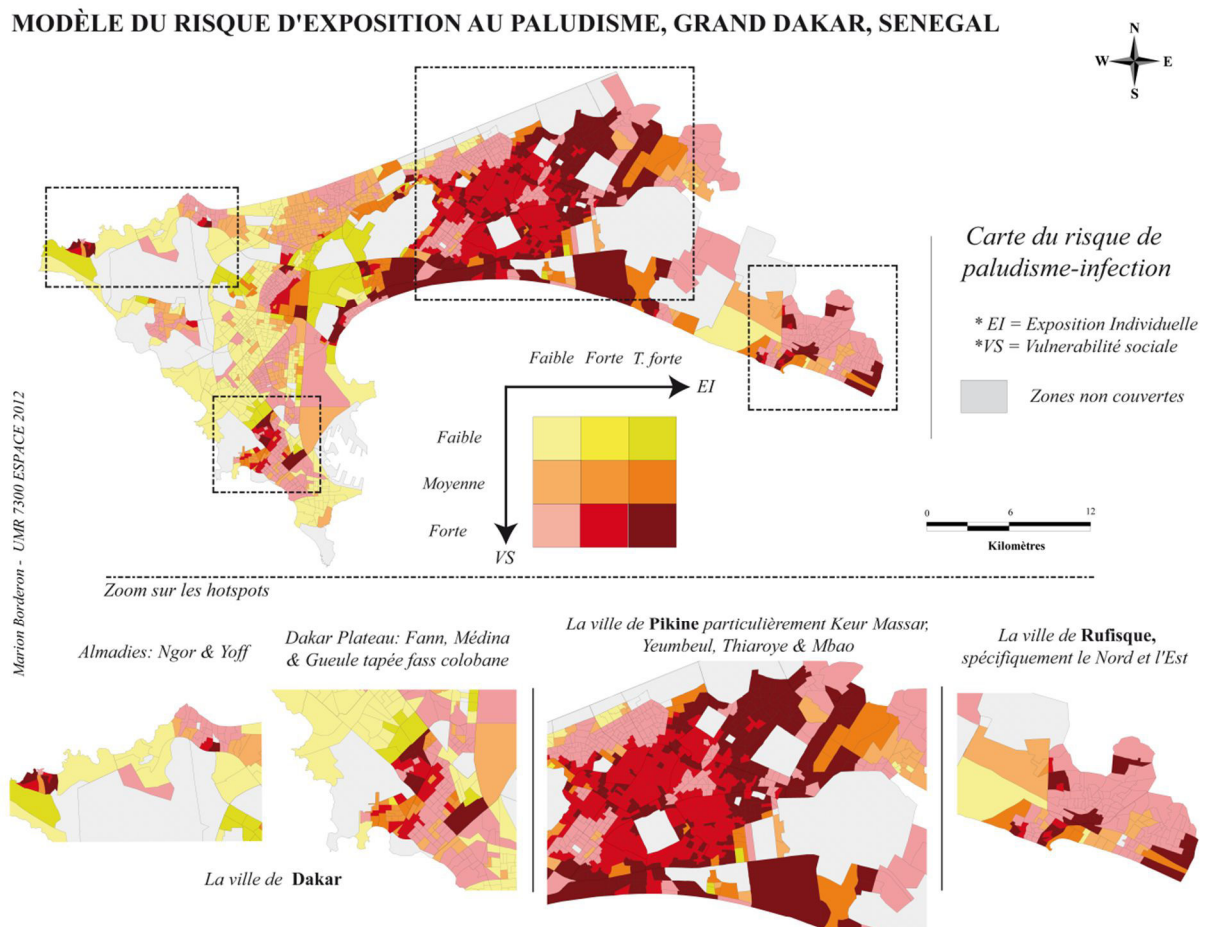 MODÈLE DU RISQUE D'EXPOSITION AU PALUDISME, GRAND DAKAR, SENEGAL
N
W E
S
Carte du risque de
paludisme-infection
* EI = Exposition Individuelle
*VS = Vulnerabilité sociale
Zones non couvertes
Faible Forte T. forte
EI
Faible
Moyenne
Forte
VS
0 6 12
Kilomètres
Marion Borderon - UMR 7300 ESPACE 2012
Zoom sur les hotspots
Almadies: Ngor & Yoff
Dakar Plateau: Fann, Médina
& Gueule tapée fass colobane
La ville de Dakar
La ville de Pikine particulièrement Keur Massar,
Yeumbeul, Thiaroye & Mbao
La ville de Rufisque,
spécifiquement le Nord et l'Est